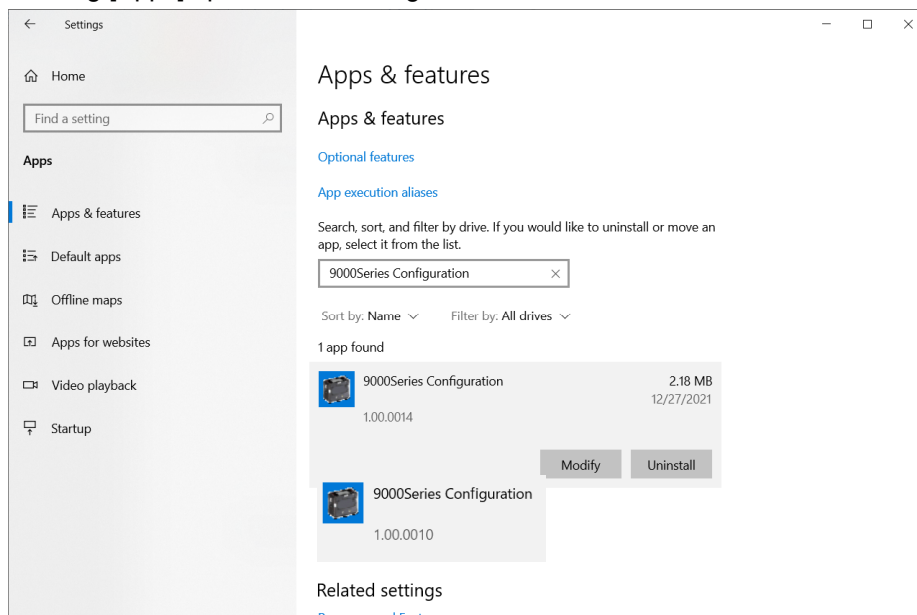 Settings
Home
Find a setting
Apps
Apps & features
Default apps
Offline maps
Apps for websites
Video playback
Startup
Apps & features
Apps & features
Optional features
App execution aliases
Search, sort, and filter by drive. If you would like to uninstall or move an
app, select it from the list.
9000Series Configuration
Sort by: Name Filter by: All drives
1 app found
9000Series Configuration 2.18 MB
12/27/2021
1.00.0014
Modify Uninstall
9000Series Configuration
1.00.0010
Related settings